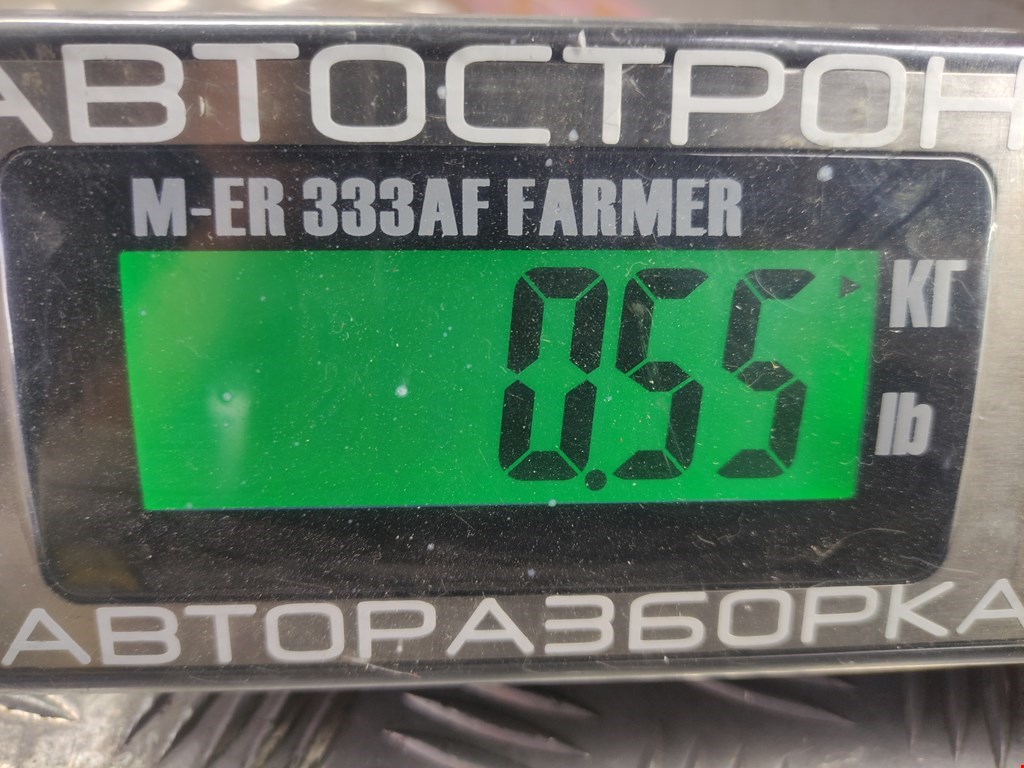 АВТОСТРОН
M-ER 333AF FARMER
0.55 КГ
lb
АВТОРАЗБОРКА